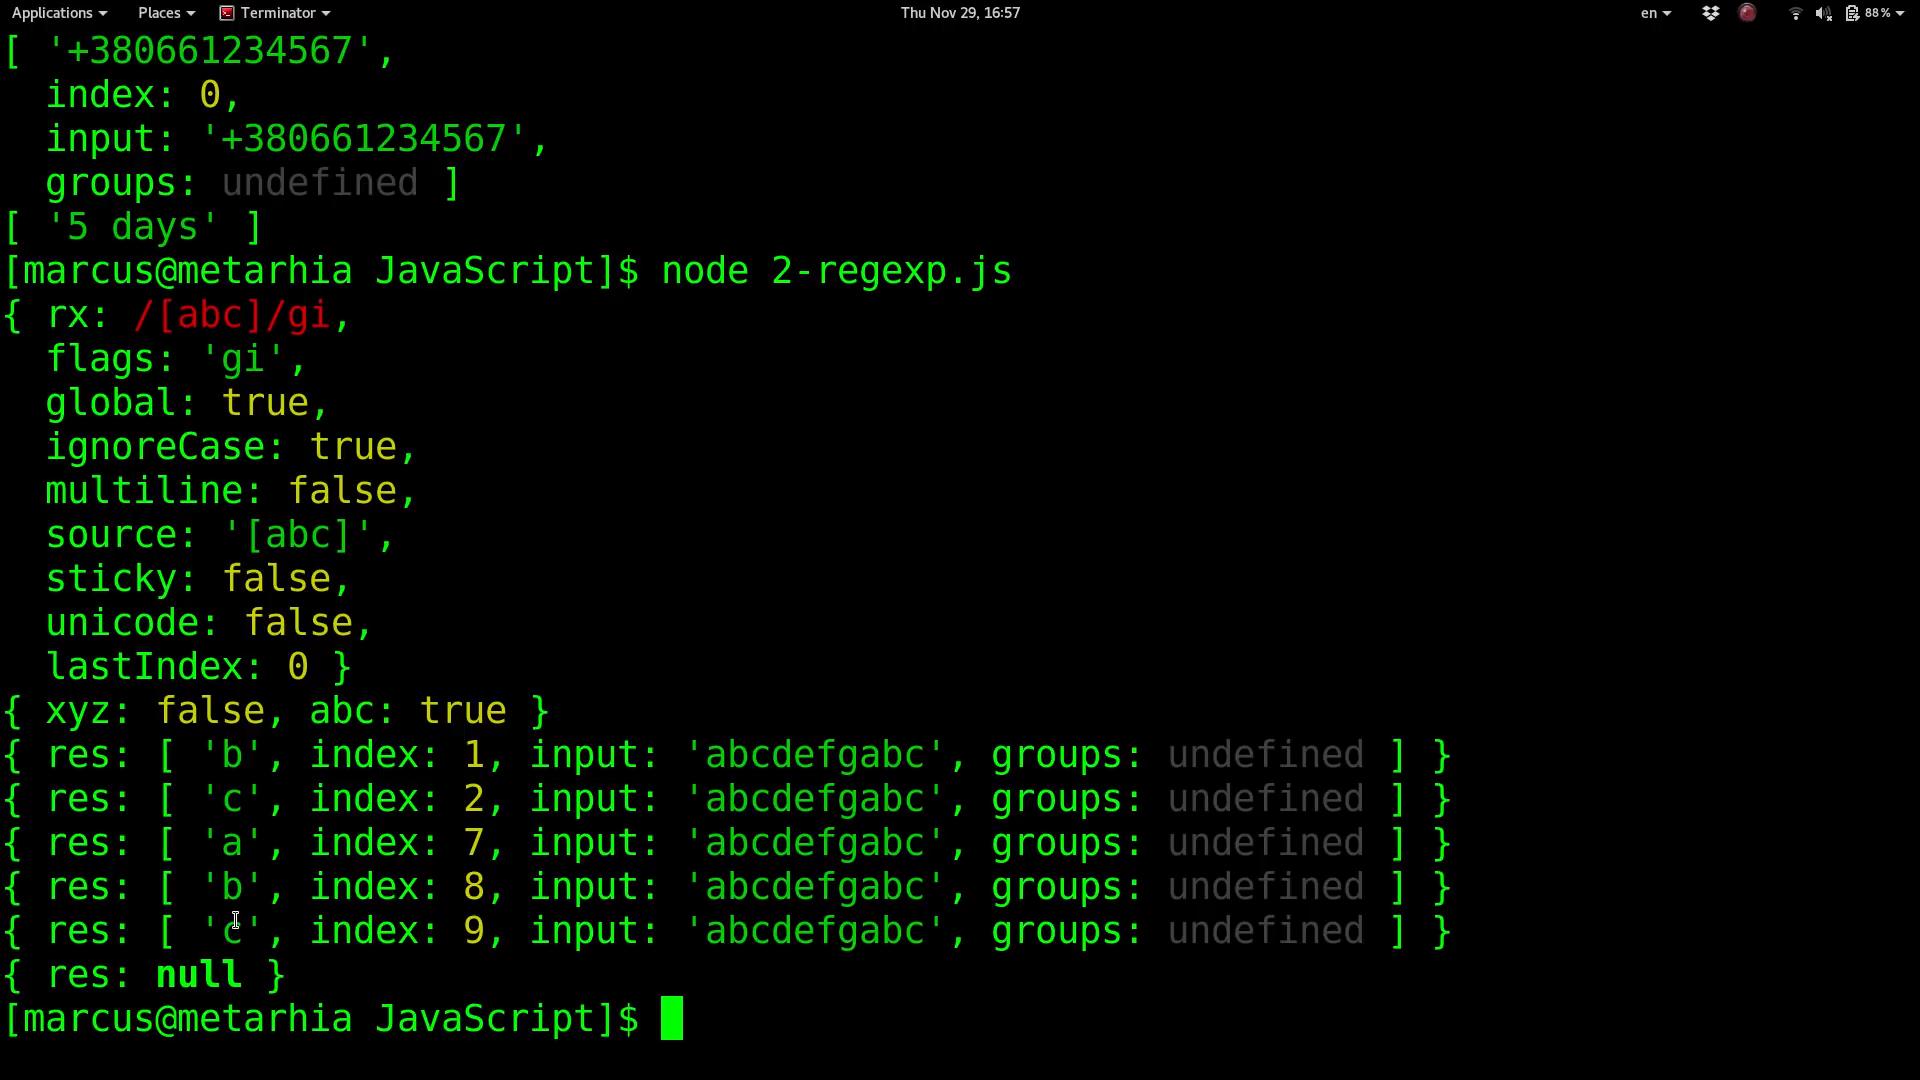 Applications Places Terminator Thu Nov 29, 16:57 en 88%
[ '+380661234567',
  index: 0,
  input: '+380661234567',
  groups: undefined ]
[ '5 days' ]
[marcus@metarhia JavaScript]$ node 2-regexp.js
{ rx: /[abc]/gi,
  flags: 'gi',
  global: true,
  ignoreCase: true,
  multiline: false,
  source: '[abc]',
  sticky: false,
  unicode: false,
  lastIndex: 0 }
{ xyz: false, abc: true }
{ res: [ 'b', index: 1, input: 'abcdefgabc', groups: undefined ] }
{ res: [ 'c', index: 2, input: 'abcdefgabc', groups: undefined ] }
{ res: [ 'a', index: 7, input: 'abcdefgabc', groups: undefined ] }
{ res: [ 'b', index: 8, input: 'abcdefgabc', groups: undefined ] }
{ res: [ 'c', index: 9, input: 'abcdefgabc', groups: undefined ] }
{ res: null }
[marcus@metarhia JavaScript]$